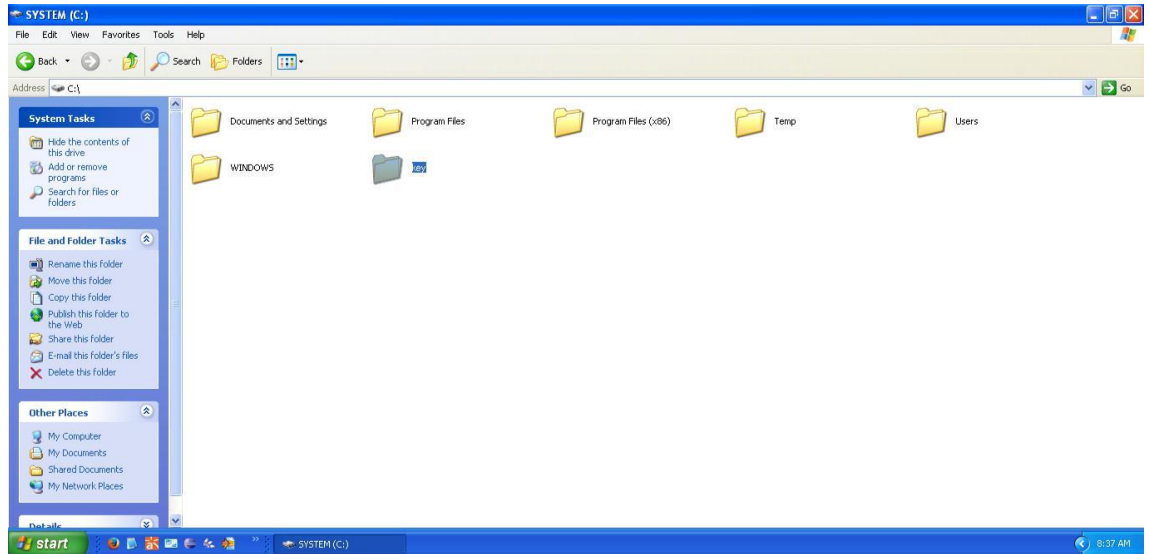 SYSTEM (C:)
File Edit View Favorites Tools Help
Back Search Folders
Address C:\ Go
System Tasks
Hide the contents of
this drive
Add or remove
programs
Search for files or
folders
File and Folder Tasks
Rename this folder
Move this folder
Copy this folder
Publish this folder to
the Web
Share this folder
E-mail this folder's files
Delete this folder
Other Places
My Computer
My Documents
Shared Documents
My Network Places
Details
Documents and Settings Program Files Program Files (x86) Temp Users
WINDOWS key
start SYSTEM (C:) 8:37 AM